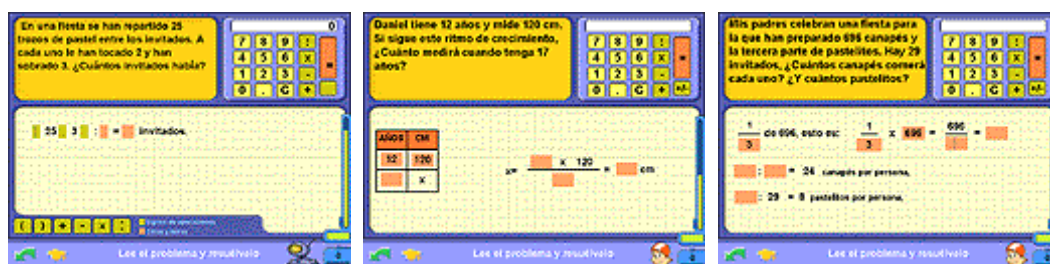 En una fiesta se han repartido 25
trozos de pastel entre los invitados. A
cada uno le han tocado 2 y han
sobrado 3. ¿Cuántos invitados había?
0
7 8 9 :
4 5 6 x
1 2 3 -
0 . C +
=
25 3 : = invitados.
( ) + - x :
Lee el problema y resuélvelo
Daniel tiene 12 años y mide 120 cm.
Si sigue este ritmo de crecimiento,
¿Cuánto medirá cuando tenga 17
años?
7 8 9 :
4 5 6 x
1 2 3 -
0 . C + +/-
=
AÑOS CM
12 120
x
x= x 120 = cm
Lee el problema y resuélvelo
Mis padres celebran una fiesta para
la que han preparado 696 canapés y
la tercera parte de pastelitos. Hay 29
invitados, ¿Cuántos canapés comerá
cada uno? ¿Y cuántos pastelitos?
7 8 9 :
4 5 6 x
1 2 3 -
0 . C + +/-
=
1/3 de 696, esto es: 1/3 x 696 = 696/ =
: = 24 canapés por persona,
: 29 = 8 pastelitos por persona,
Lee el problema y resuélvelo